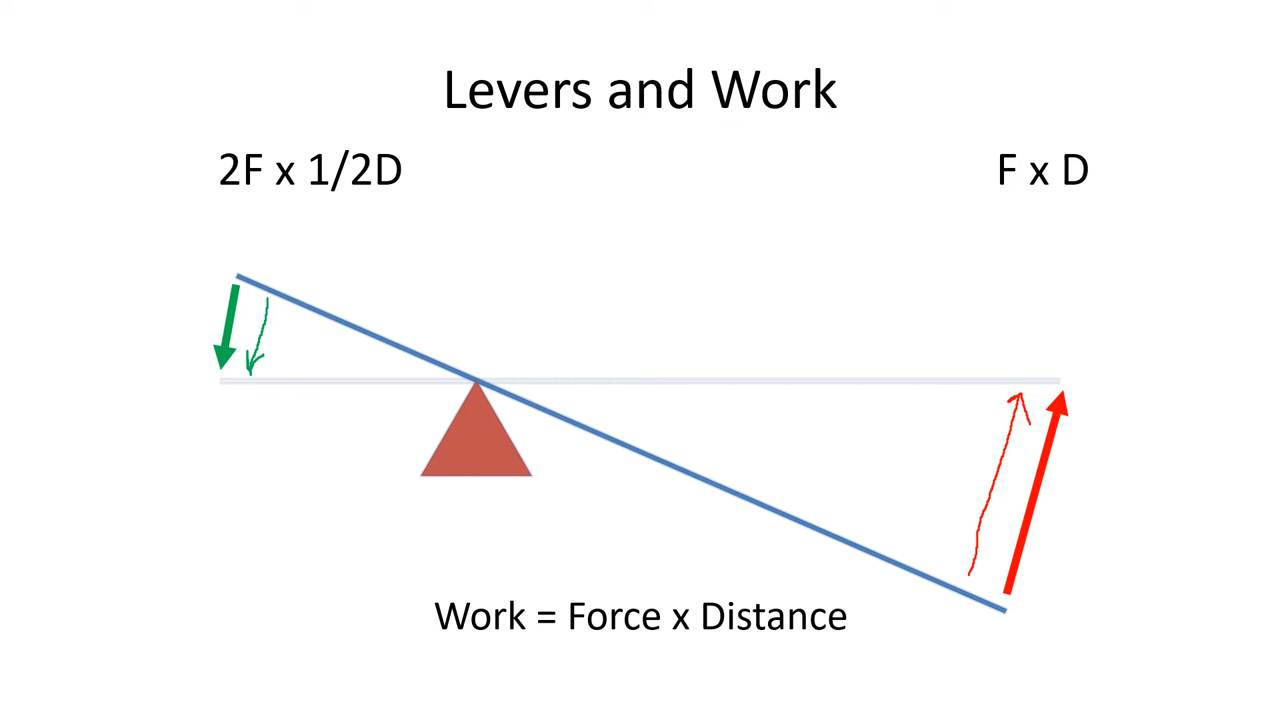 Levers and Work
2F x 1/2D
F x D
Work = Force x Distance